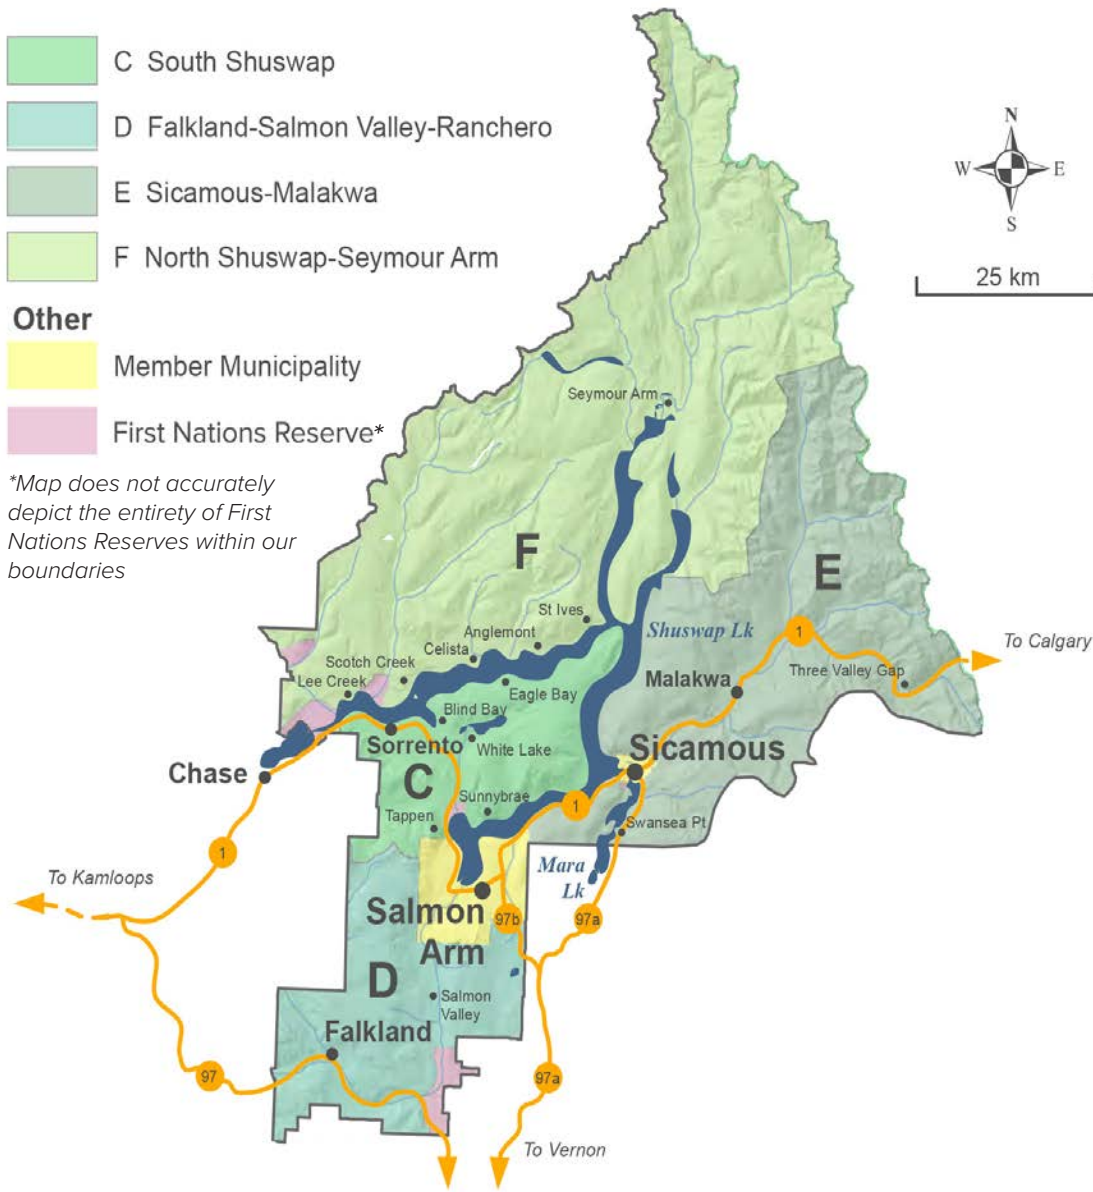 C South Shuswap
D Falkland-Salmon Valley-Ranchero
E Sicamous-Malakwa
F North Shuswap-Seymour Arm
Other
Member Municipality
First Nations Reserve*
*Map does not accurately
depict the entirety of First
Nations Reserves within our
boundaries
N
W
E
S
25 km
Seymour Arm
F
E
St Ives
Anglemont
Celista
Scotch Creek
Lee Creek
Eagle Bay
Blind Bay
Sorrento
White Lake
Shuswap Lk
1
To Calgary
Three Valley Gap
Malakwa
Sicamous
Chase
C
Sunnybrae
Tappen
1
Swansea Pt
Mara
Lk
1
To Kamloops
Salmon
Arm
97b
97a
D
Salmon
Valley
Falkland
97
97a
To Vernon